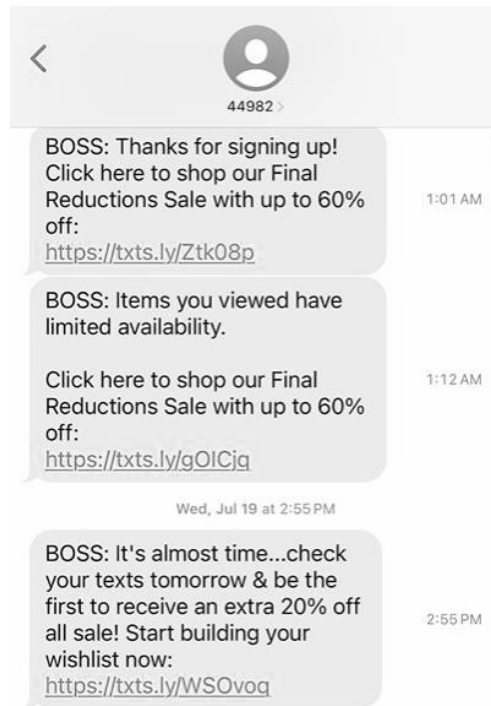 44982
BOSS: Thanks for signing up!
Click here to shop our Final
Reductions Sale with up to 60%
off:
https://txts.ly/Ztk08p
1:01 AM
BOSS: Items you viewed have
limited availability.
Click here to shop our Final
Reductions Sale with up to 60%
off:
https://txts.ly/gOICjq
1:12 AM
Wed, Jul 19 at 2:55 PM
BOSS: It's almost time...check
your texts tomorrow & be the
first to receive an extra 20% off
all sale! Start building your
wishlist now:
https://txts.ly/WSOvoq
2:55 PM